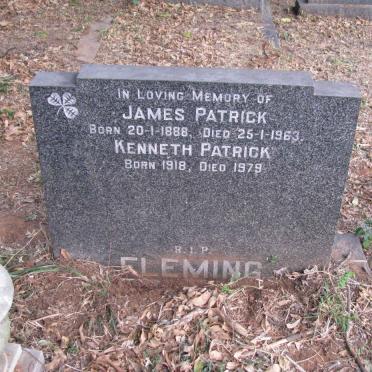 IN LOVING MEMORY OF
JAMES PATRICK
BORN 20-1-1888, DIED 25-1-1963.
KENNETH PATRICK
BORN 1918, DIED 1979
R.I.P.
FLEMING